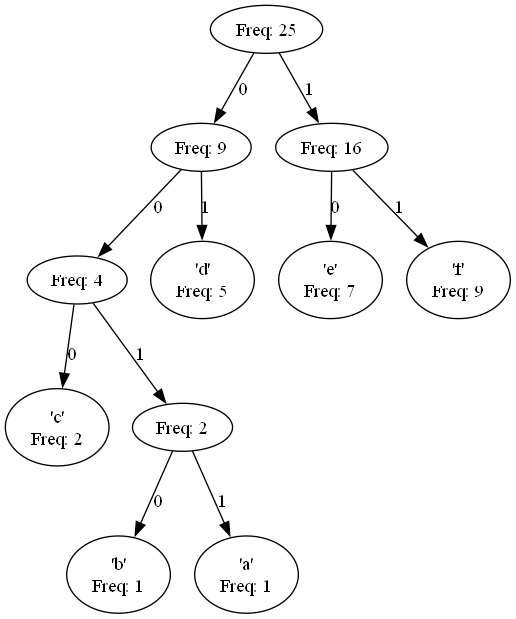 Freq: 25
0
1
Freq: 9
Freq: 16
0
1
0
1
Freq: 4
'd'
Freq: 5
'e'
Freq: 7
'f'
Freq: 9
0
1
'c'
Freq: 2
Freq: 2
0
1
'b'
Freq: 1
'a'
Freq: 1